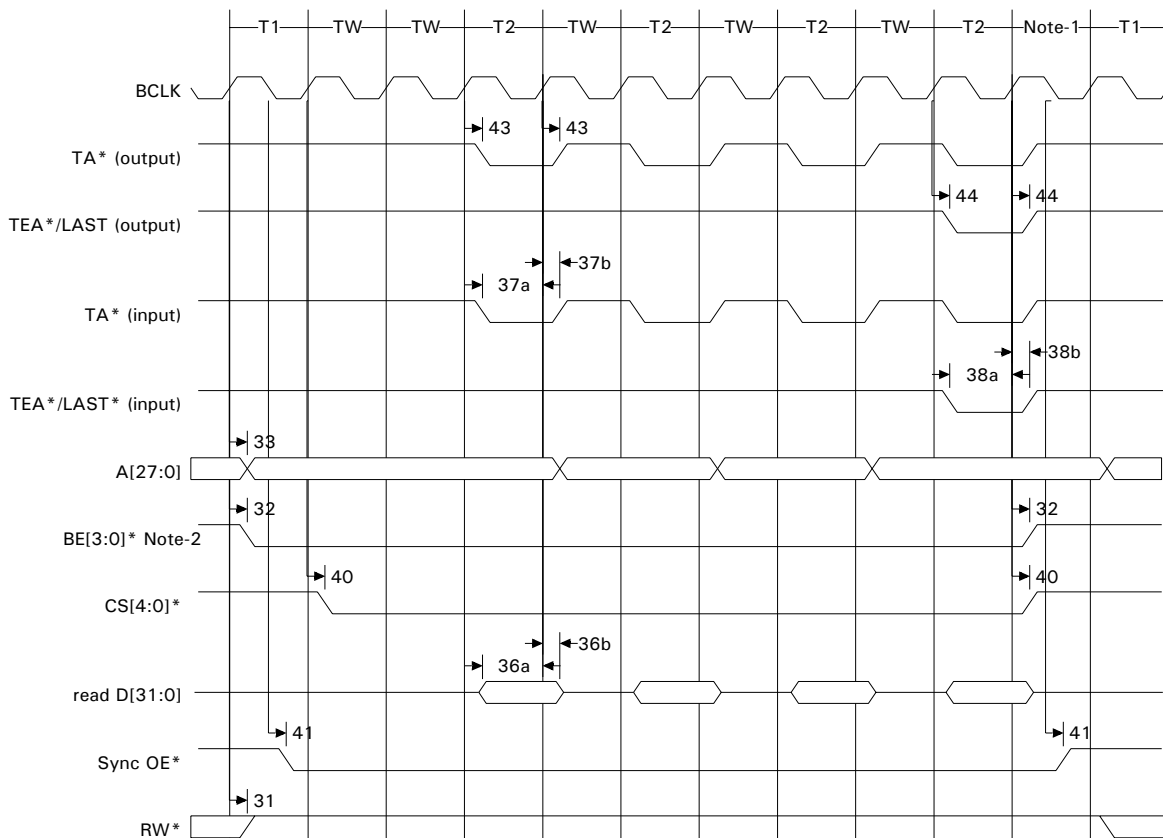 T1 TW TW T2 TW T2 TW T2 TW T2 Note-1 T1
BCLK
43 43
TA* (output)
44 44
TEA*/LAST (output)
37b
37a
TA* (input)
38b
38a
TEA*/LAST* (input)
33
A[27:0]
32 32
BE[3:0]* Note-2
40 40
CS[4:0]*
36b
36a
read D[31:0]
41 41
Sync OE*
31
RW*